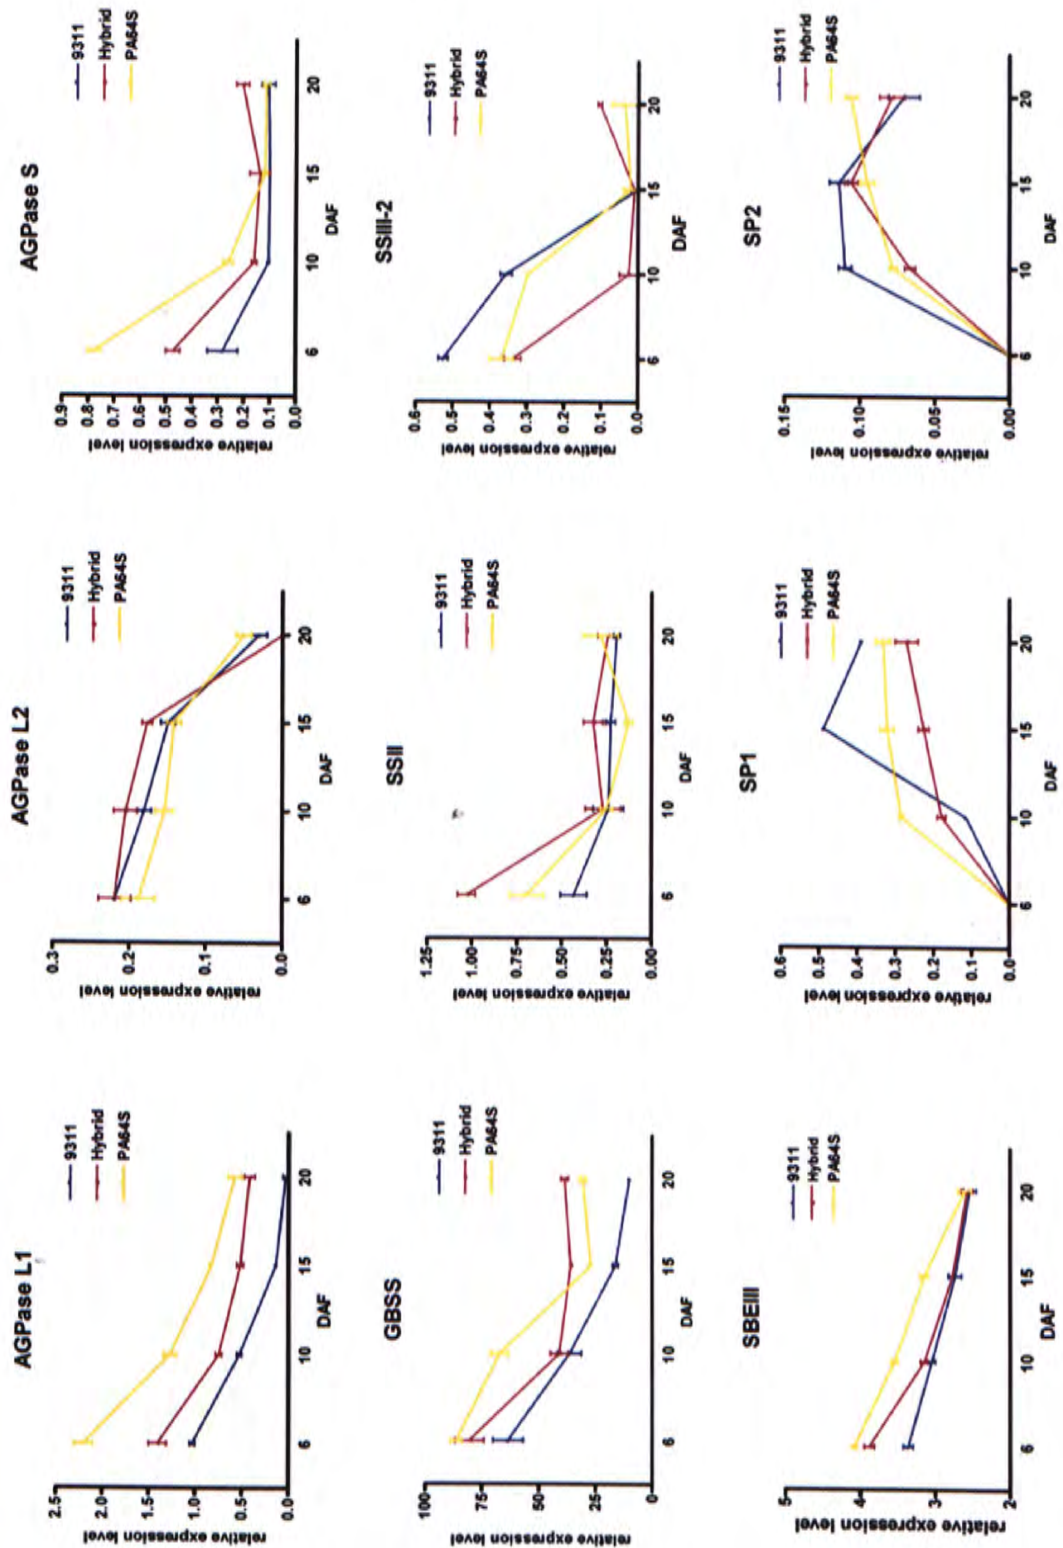 AGPase L1
9311
Hybrid
PA64S
relative expression level
2.5
2.0
1.5
1.0
0.5
0.0
6
10
15
20
DAF
AGPase L2
9311
Hybrid
PA64S
relative expression level
0.3
0.2
0.1
0.0
6
10
15
20
DAF
AGPase S
9311
Hybrid
PA64S
relative expression level
0.9
0.8
0.7
0.6
0.5
0.4
0.3
0.2
0.1
0.0
6
10
15
20
DAF
GBSS
9311
Hybrid
PA64S
relative expression level
100
75
50
25
0
6
10
15
20
DAF
SSII
9311
Hybrid
PA64S
relative expression level
1.25
1.00
0.75
0.50
0.25
0.00
6
10
15
20
DAF
SSIII-2
9311
Hybrid
PA64S
relative expression level
0.6
0.5
0.4
0.3
0.2
0.1
0.0
6
10
15
20
DAF
SBEIII
9311
Hybrid
PA64S
relative expression level
5
4
3
2
6
10
15
20
DAF
SP1
9311
Hybrid
PA64S
relative expression level
0.6
0.5
0.4
0.3
0.2
0.1
0.0
6
10
15
20
DAF
SP2
9311
Hybrid
PA64S
relative expression level
0.15
0.10
0.05
0.00
6
10
15
20
DAF